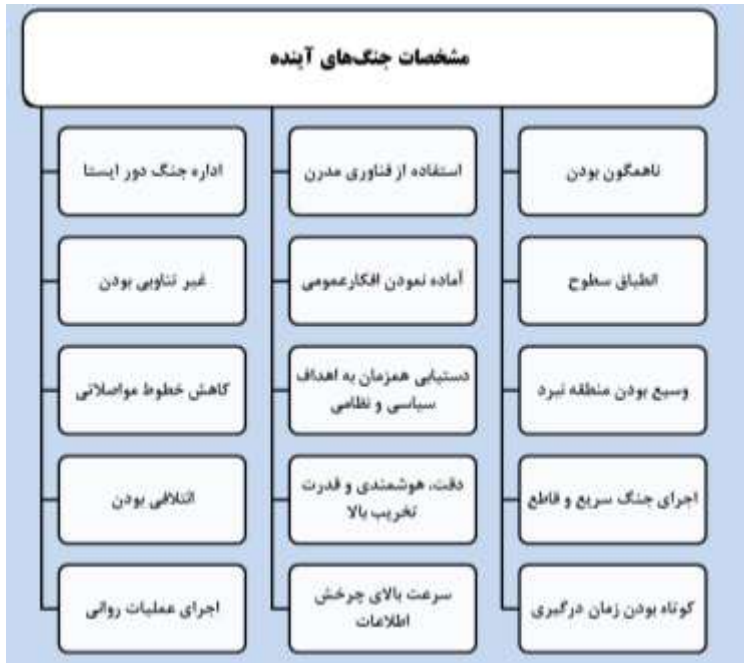 مشخصات جنگ‌های آینده
ناهمگون بودن
انطباق سطوح
وسیع بودن منطقه نبرد
اجرای جنگ سریع و قاطع
کوتاه بودن زمان درگیری
استفاده از فناوری مدرن
آماده نمودن افکارعمومی
دستیابی همزمان به اهداف
سیاسی و نظامی
دقت، هوشمندی و قدرت
تخریب بالا
سرعت بالای چرخش
اطلاعات
اداره جنگ دور ایستا
غیر تناوبی بودن
کاهش خطوط مواصلاتی
ائتلافی بودن
اجرای عملیات روانی